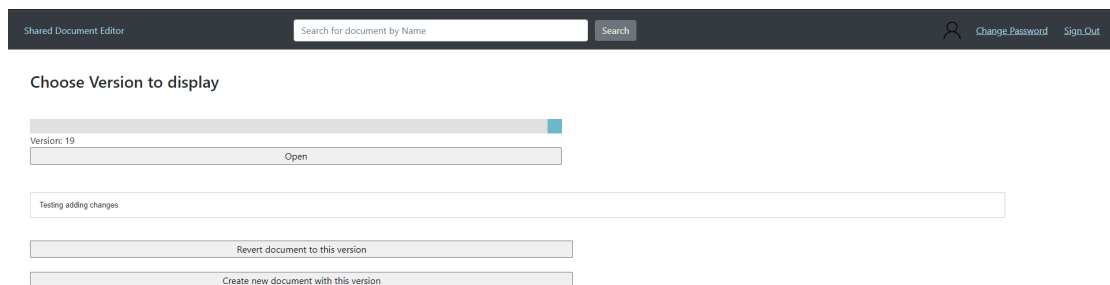 Shared Document Editor
Search for document by Name
Search
Change Password
Sign Out
Choose Version to display
Version: 19
Open
Testing adding changes
Revert document to this version
Create new document with this version